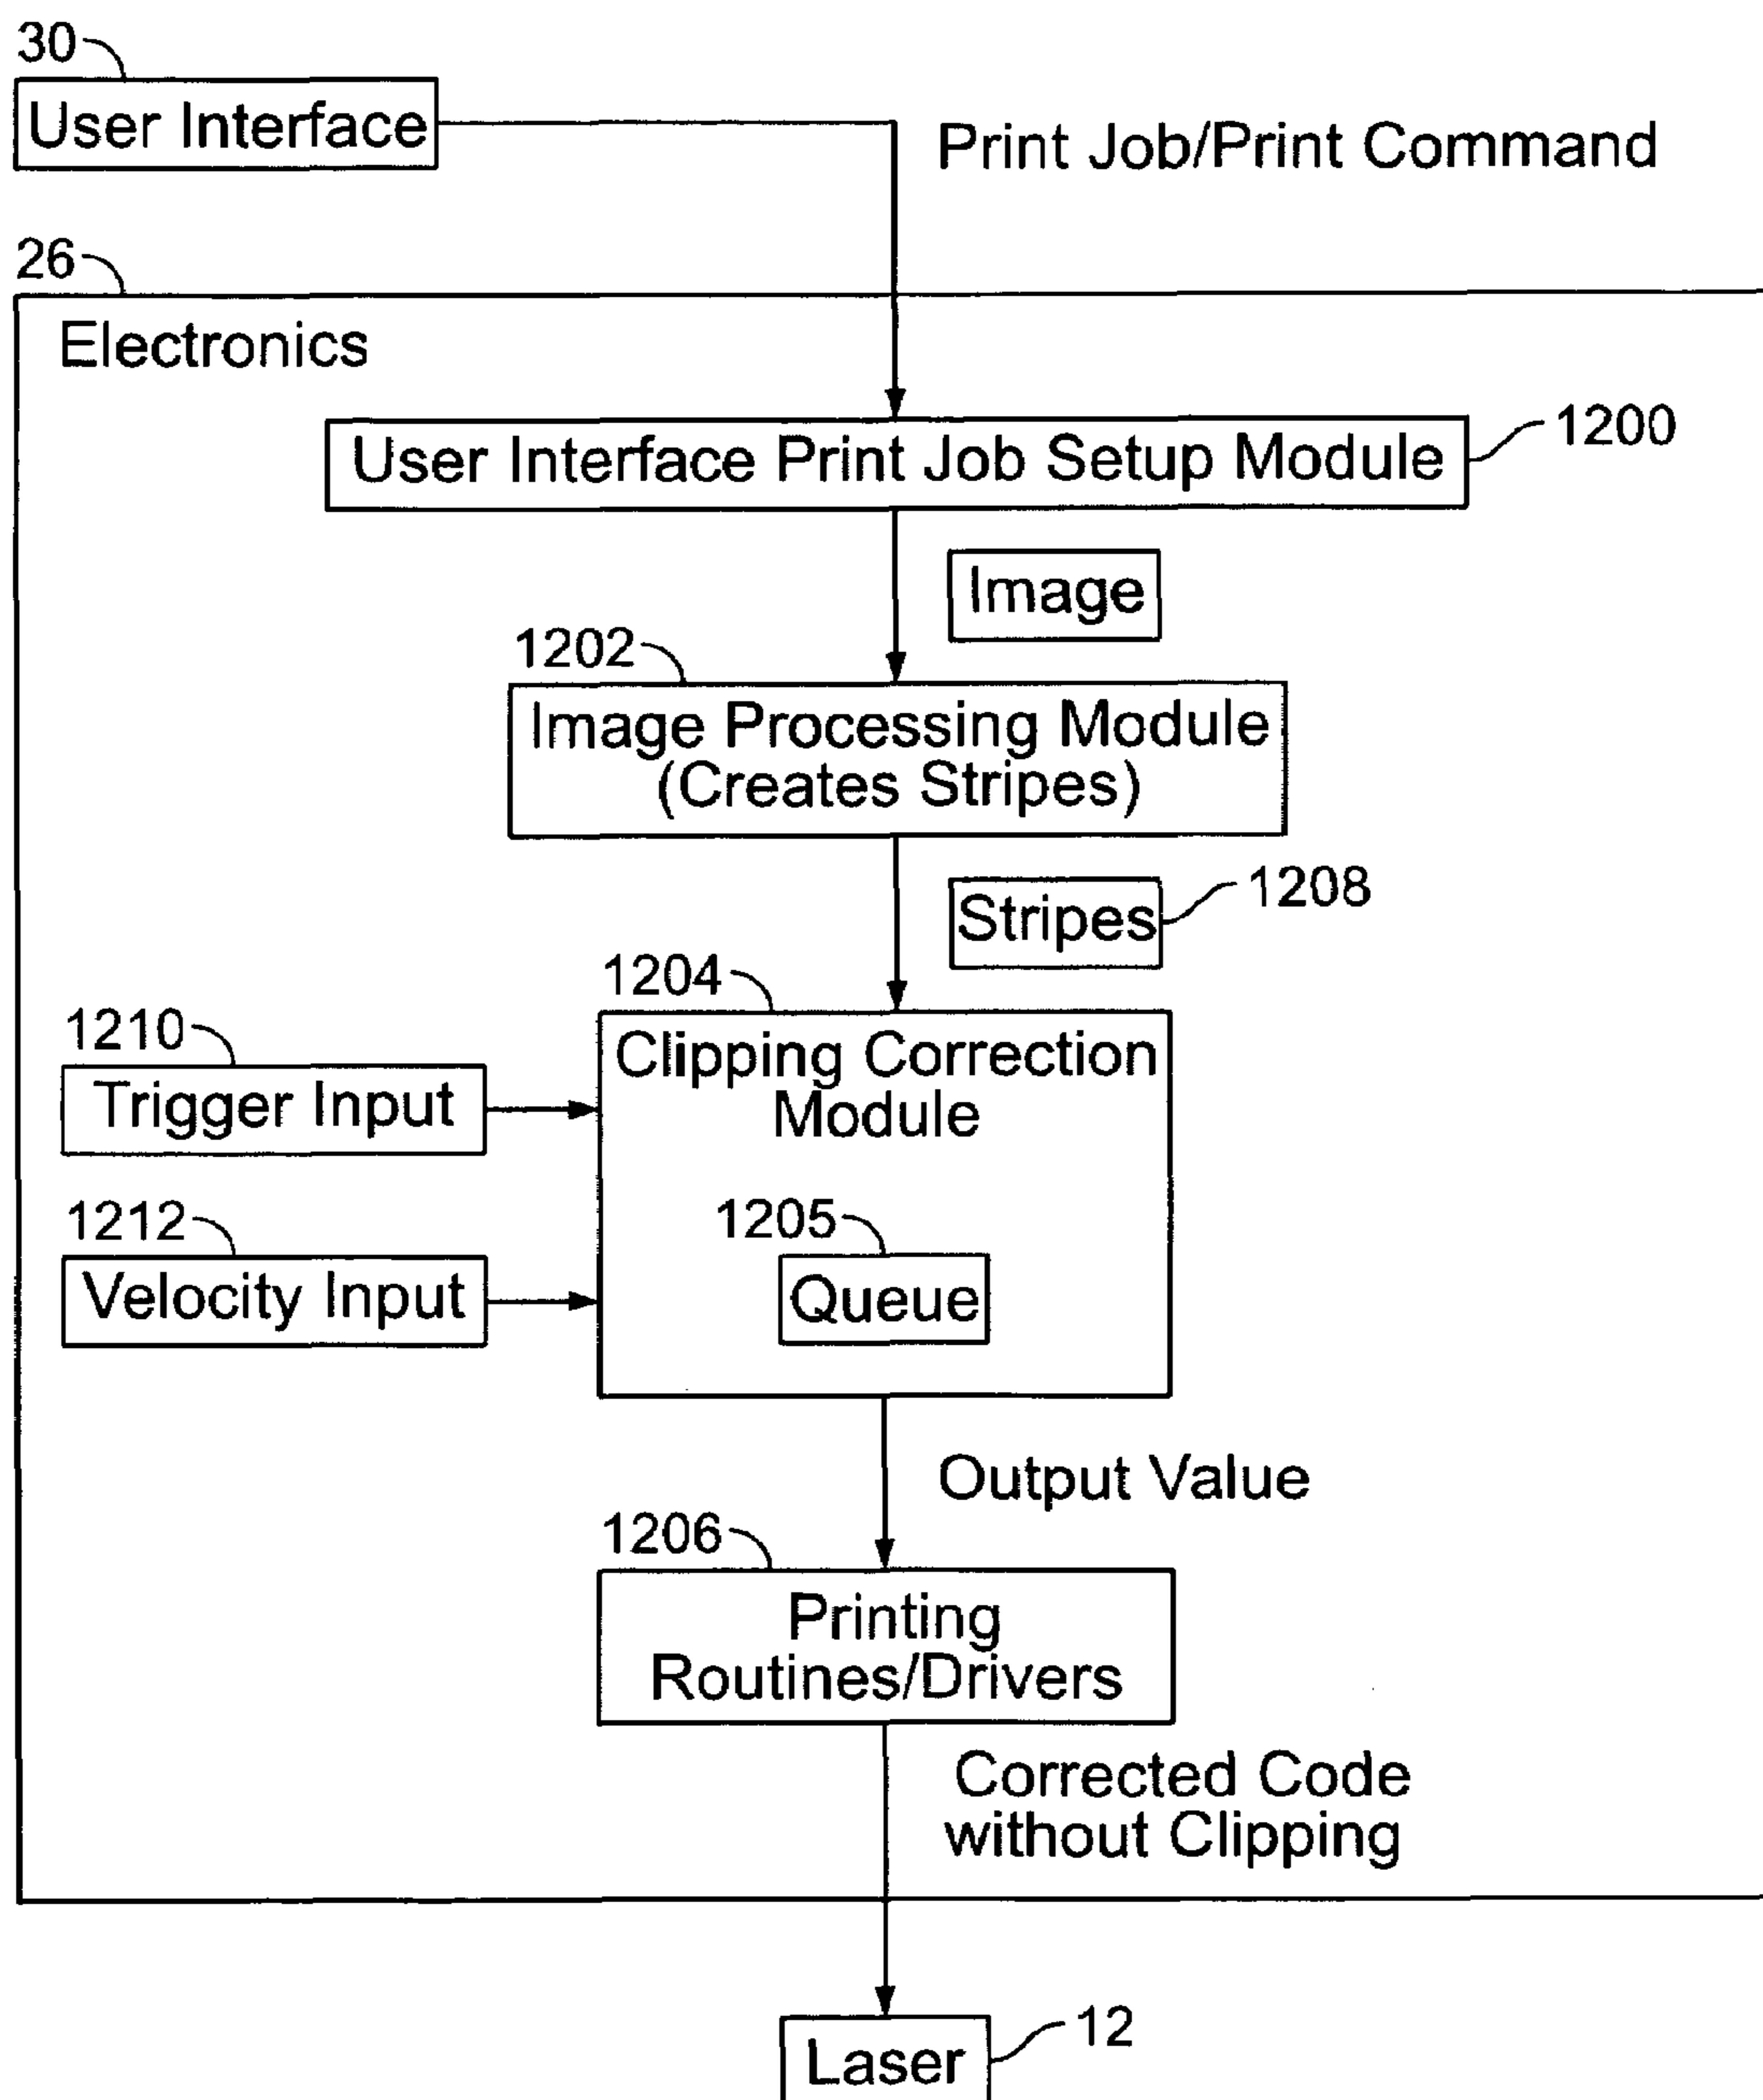 30
User Interface
Print Job/Print Command
26
Electronics
User Interface Print Job Setup Module
1200
Image
1202
Image Processing Module
(Creates Stripes)
Stripes
1208
1204
Clipping Correction
Module
1210
Trigger Input
1212
Velocity Input
1205
Queue
Output Value
1206
Printing
Routines/Drivers
Corrected Code
without Clipping
Laser
12